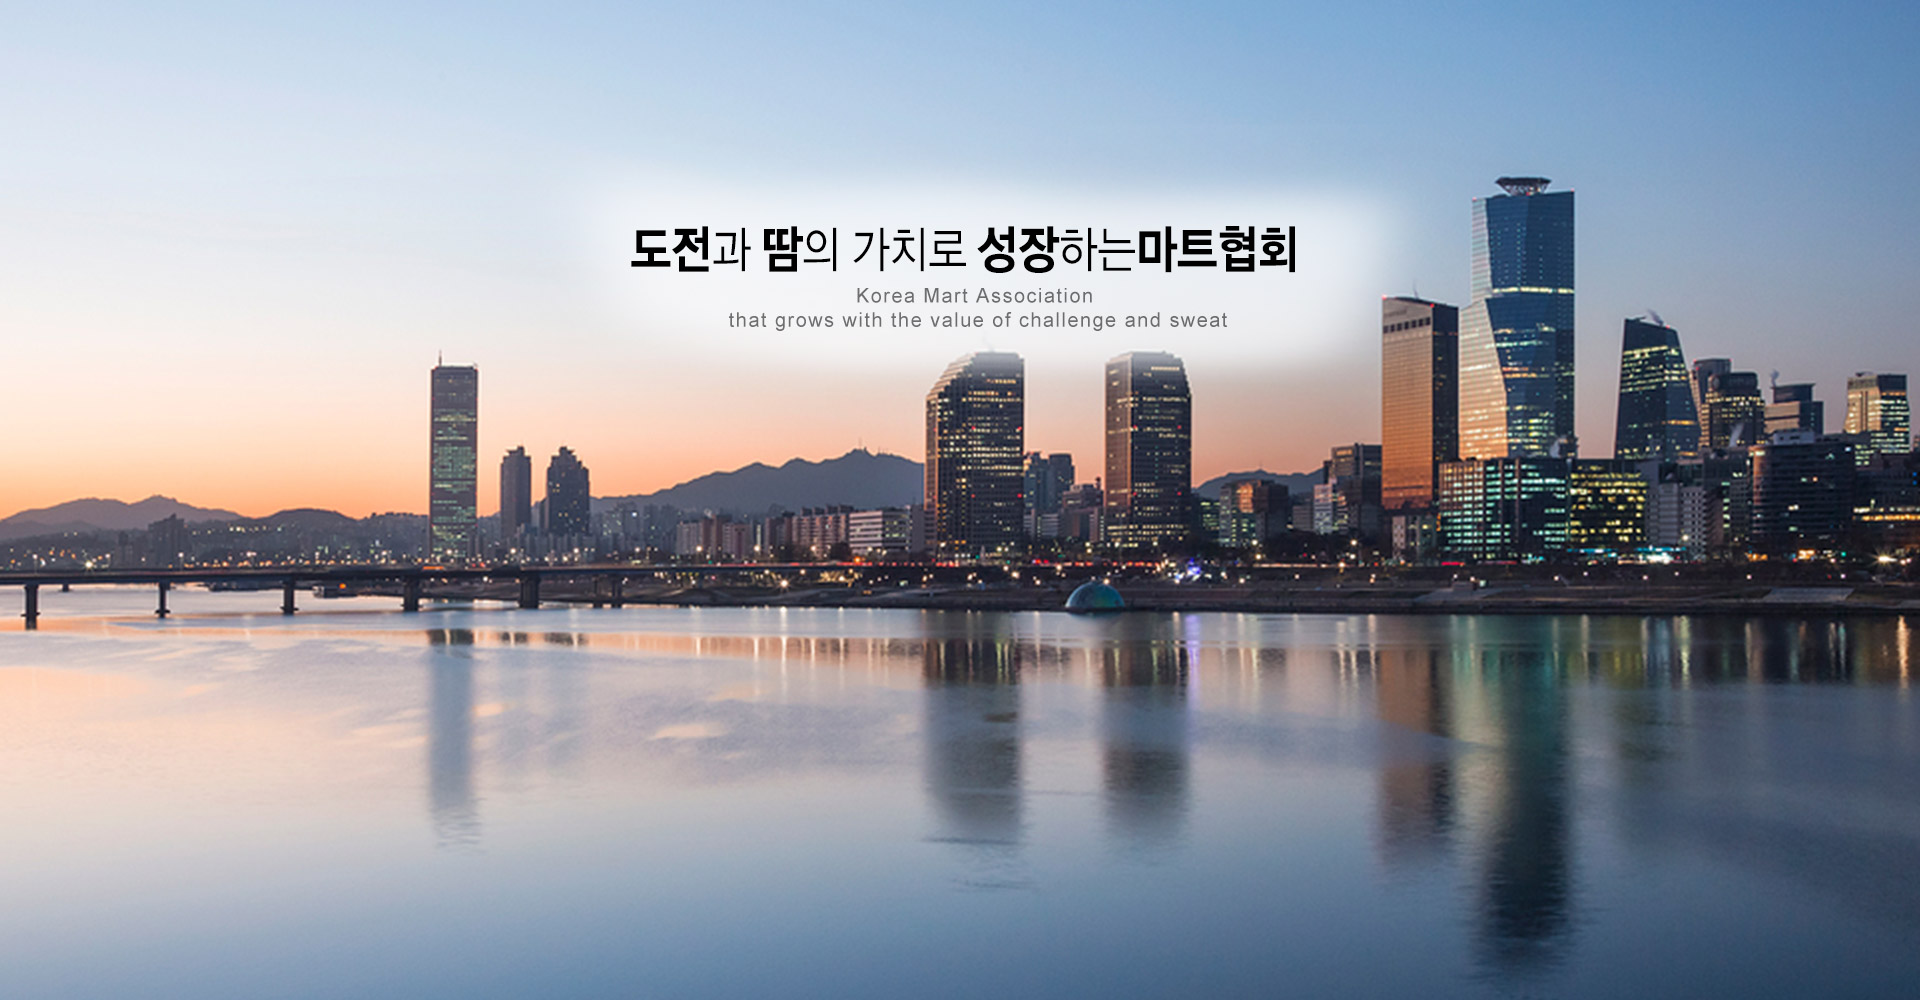 도전과 땀의 가치로 성장하는마트협회
Korea Mart Association
that grows with the value of challenge and sweat